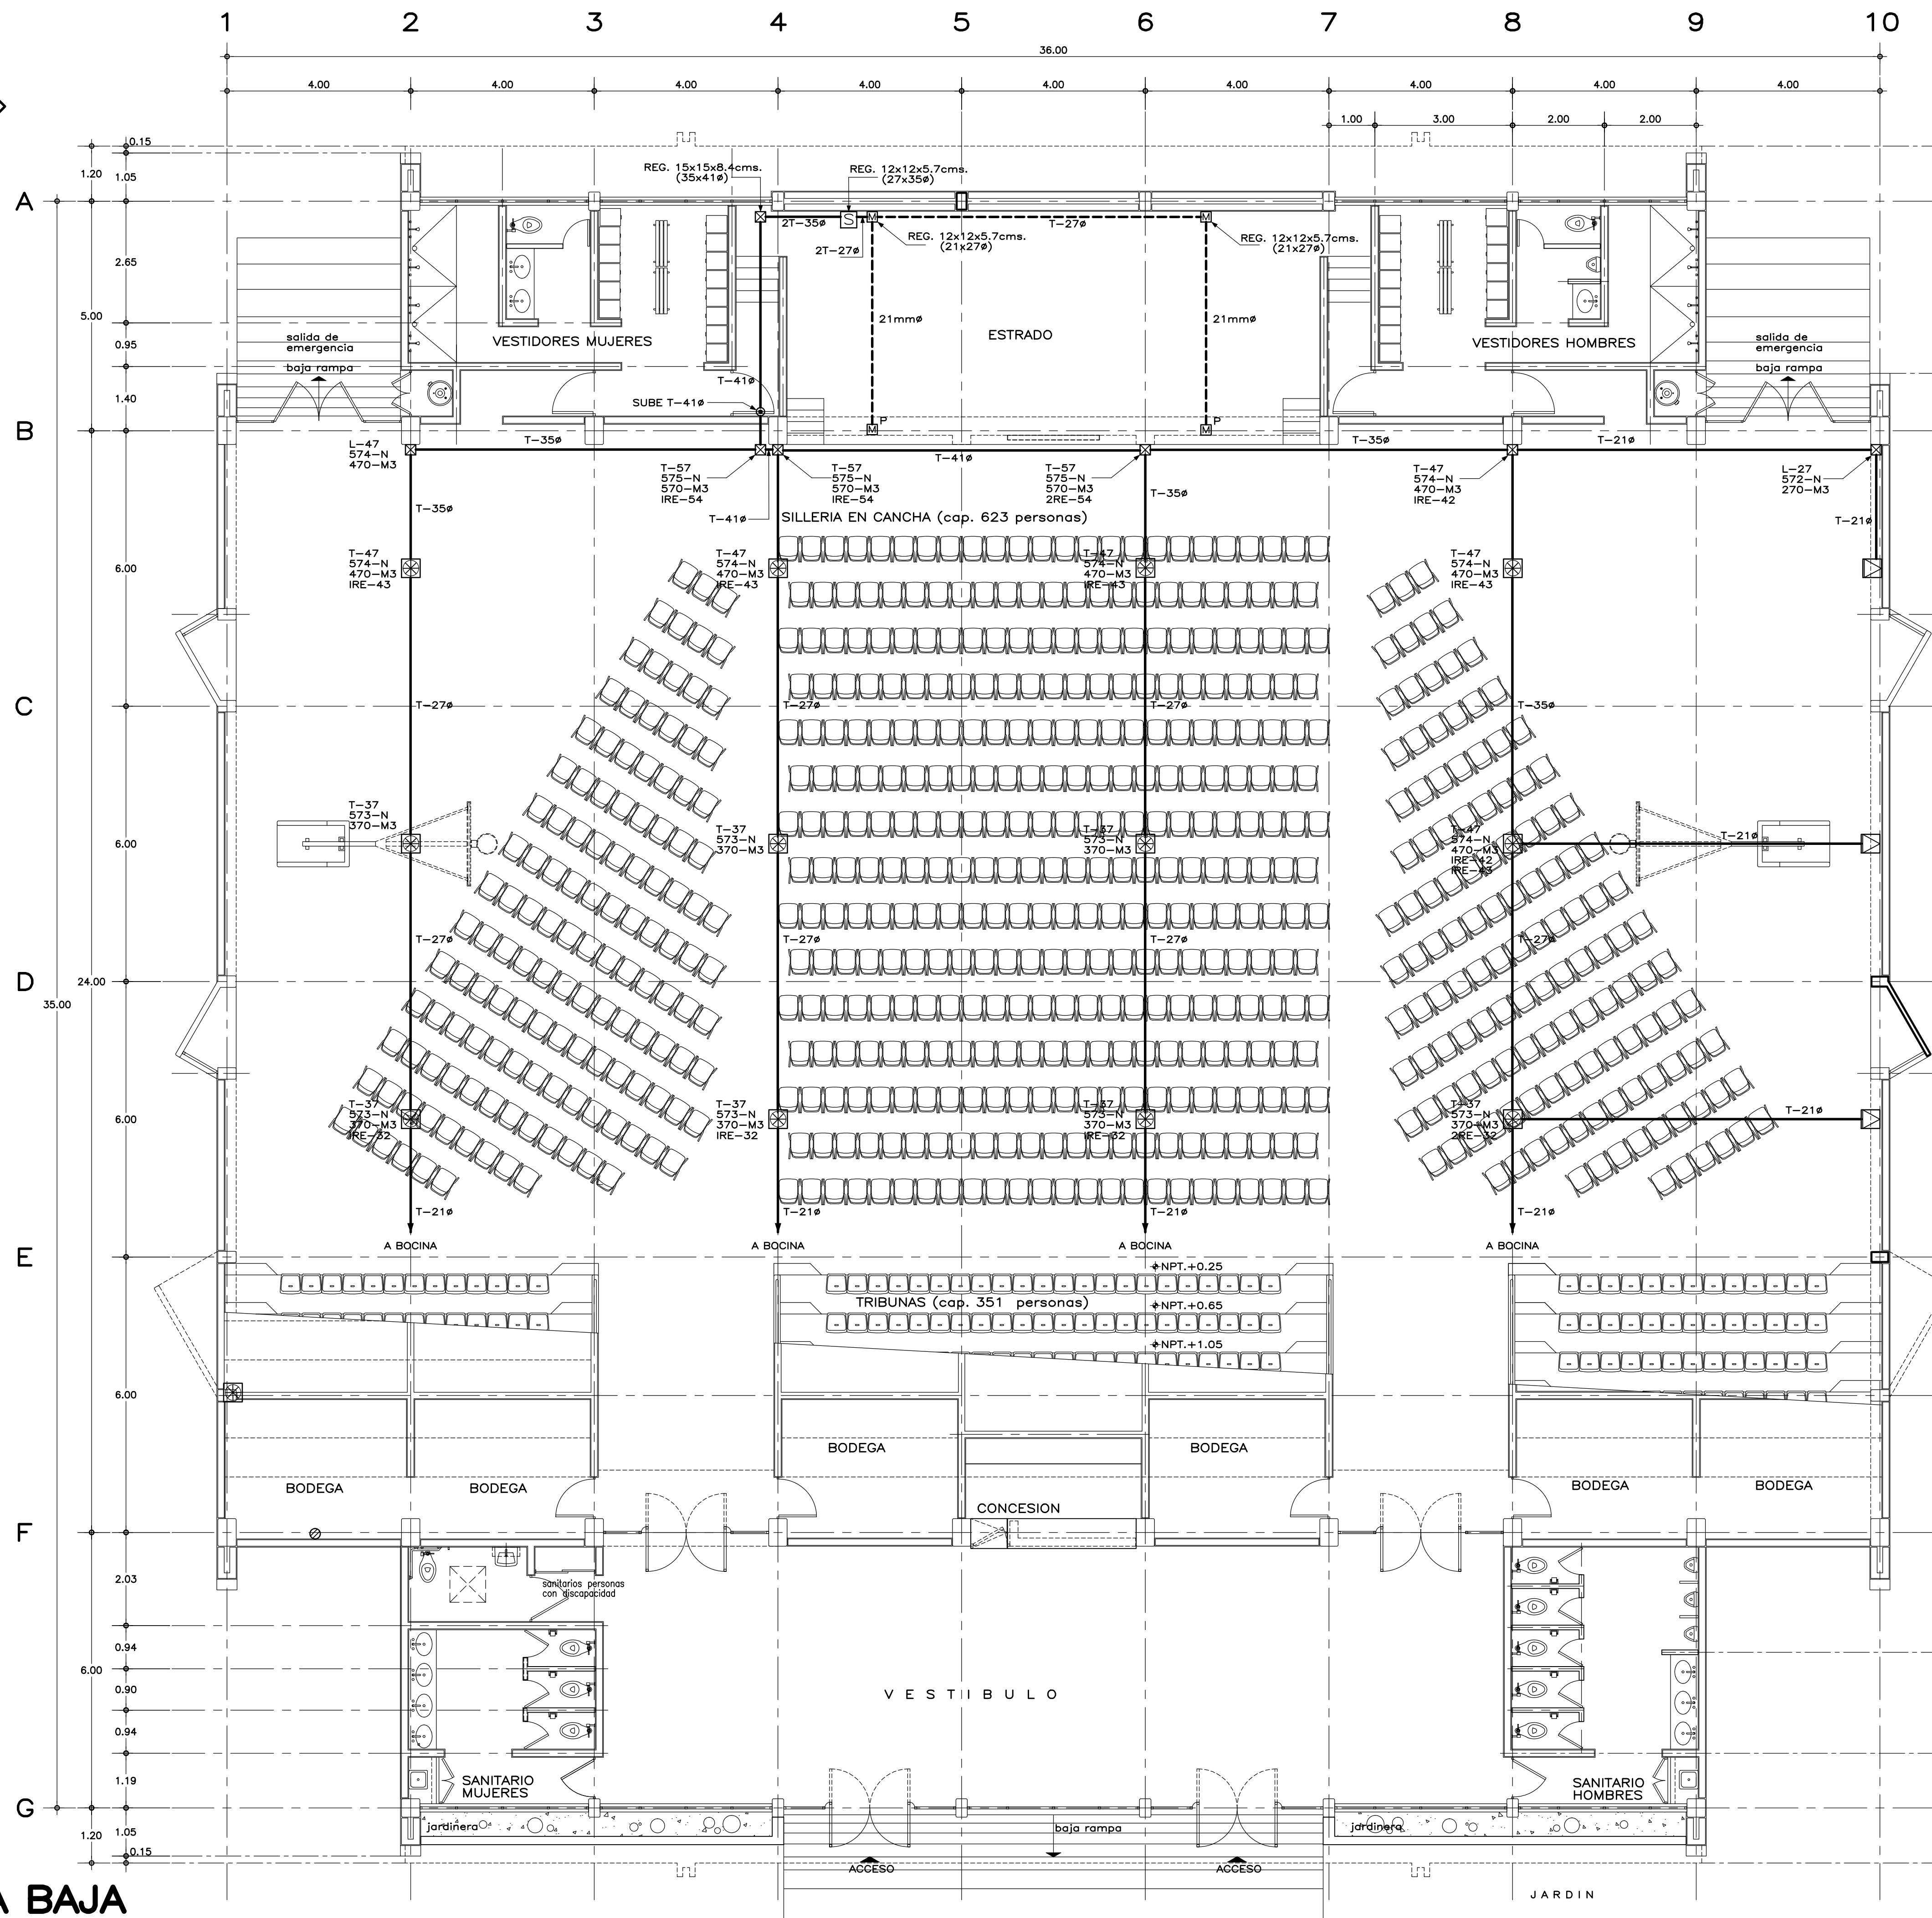 1 2 3 4 5 6 7 8 9 10
36.00
4.00 4.00 4.00 4.00 4.00 4.00 4.00 4.00 4.00
1.00 3.00 2.00 2.00
0.15
1.20 1.05
A
REG. 15x15x8.4cms.
(35x41ø)
REG. 12x12x5.7cms.
(27x35ø)
S
M
M
2T-35ø
T-27ø
REG. 12x12x5.7cms.
(21x27ø)
REG. 12x12x5.7cms.
(21x27ø)
2T-27ø
2.65
5.00
21mmø
21mmø
ESTRADO
salida de
emergencia
VESTIDORES MUJERES
VESTIDORES HOMBRES
salida de
emergencia
0.95
baja rampa
baja rampa
T-41ø
1.40
SUBE T-41ø
P
P
M
M
B
L-47
574-N
470-M3
T-35ø
T-41ø
T-35ø
T-21ø
T-57
575-N
570-M3
IRE-54
T-57
575-N
570-M3
IRE-54
T-57
575-N
570-M3
2RE-54
T-47
574-N
470-M3
IRE-42
L-27
572-N
270-M3
T-35ø
T-35ø
T-41ø
T-21ø
SILLERIA EN CANCHA (cap. 623 personas)
6.00
T-47
574-N
470-M3
IRE-43
T-47
574-N
470-M3
IRE-43
T-47
574-N
470-M3
IRE-43
T-47
574-N
470-M3
IRE-43
C
T-27ø
T-27ø
T-27ø
T-35ø
6.00
T-37
573-N
370-M3
T-37
573-N
370-M3
T-37
573-N
370-M3
T-47
574-N
470-M3
IRE-42
IRE-43
T-21ø
T-27ø
T-27ø
T-27ø
T-27ø
D
24.00
35.00
6.00
T-37
573-N
370-M3
IRE-32
T-37
573-N
370-M3
IRE-32
T-37
573-N
370-M3
IRE-32
T-37
573-N
370-M3
2RE-32
T-21ø
T-21ø
T-21ø
T-21ø
T-21ø
A BOCINA
A BOCINA
A BOCINA
A BOCINA
E
NPT.+0.25
TRIBUNAS (cap. 351 personas)
NPT.+0.65
NPT.+1.05
6.00
BODEGA
BODEGA
BODEGA
BODEGA
BODEGA
BODEGA
CONCESION
F
2.03
sanitarios personas
con discapacidad
0.94
6.00
0.90
V E S T I B U L O
0.94
1.19
SANITARIO
MUJERES
SANITARIO
HOMBRES
G
1.20 1.05
jardinera
baja rampa
jardinera
0.15
ACCESO
ACCESO
A BAJA
JARDIN